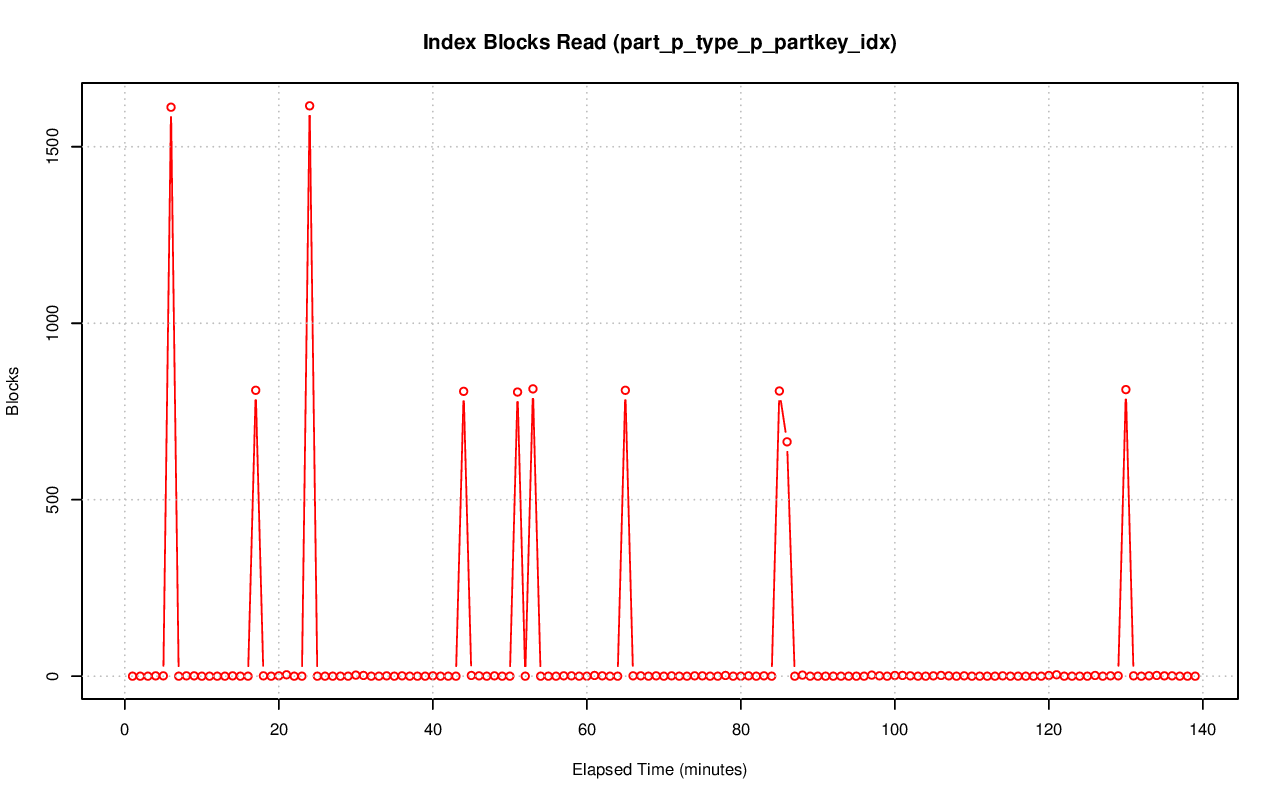 Index Blocks Read (part_p_type_p_partkey_idx)
Blocks
1500
1000
500
0
0 20 40 60 80 100 120 140
Elapsed Time (minutes)